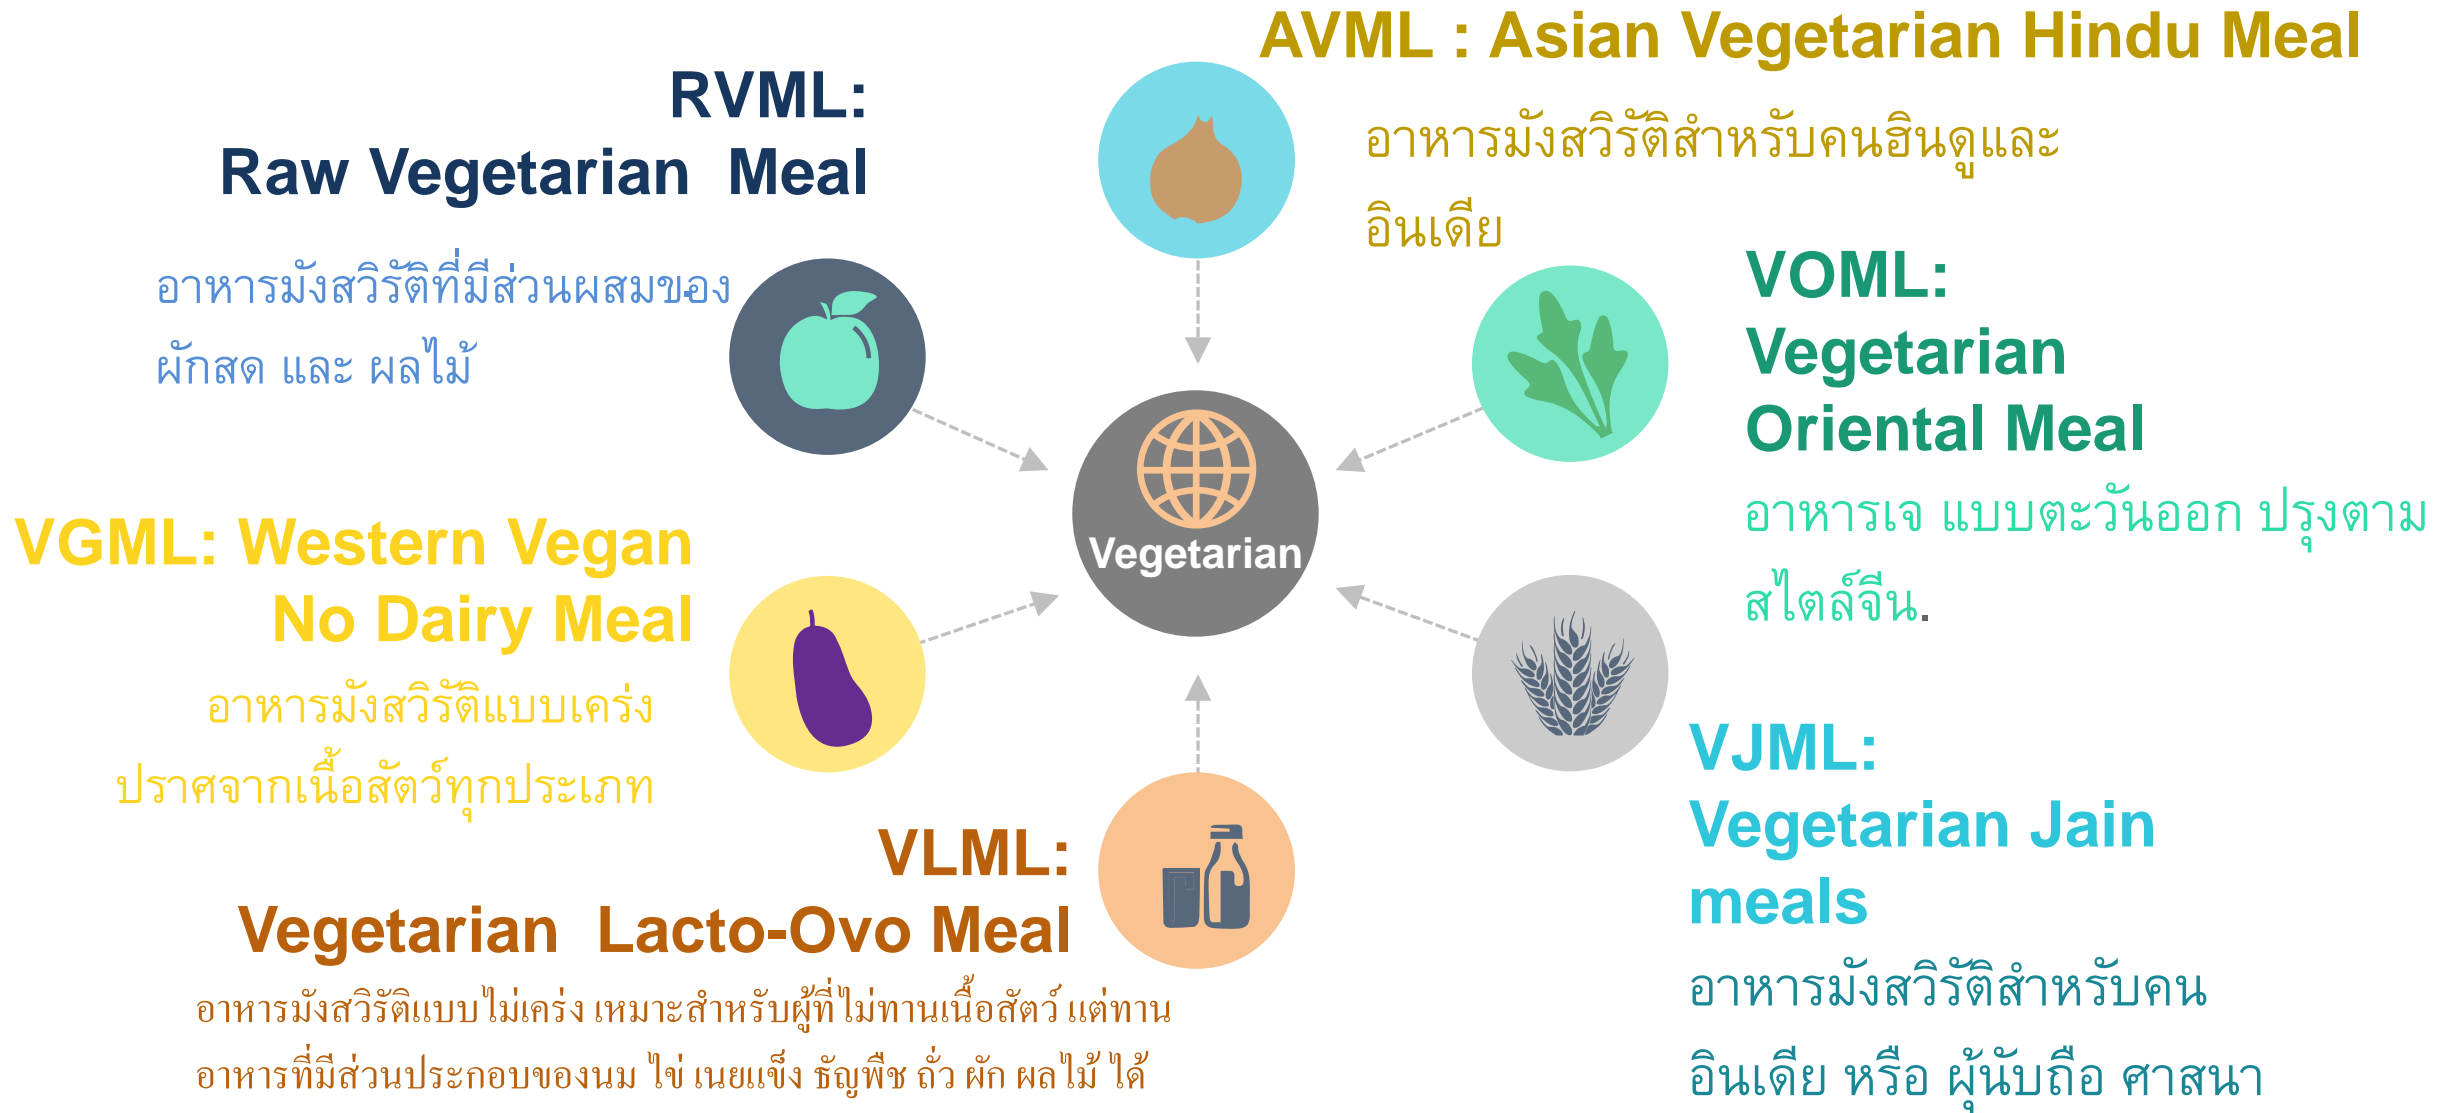 AVML : Asian Vegetarian Hindu Meal
อาหารมังสวิรัติสำหรับคนฮินดูและ
อินเดีย
RVML:
Raw Vegetarian  Meal
อาหารมังสวิรัติที่มีส่วนผสมของ
ผักสด และ ผลไม้
VOML:
Vegetarian
Oriental Meal
อาหารเจ แบบตะวันออก ปรุงตาม
สไตล์จีน.
Vegetarian
VGML: Western Vegan
No Dairy Meal
อาหารมังสวิรัติแบบเคร่ง
ปราศจากเนื้อสัตว์ทุกประเภท
VJML:
Vegetarian Jain
meals
อาหารมังสวิรัติสำหรับคน
อินเดีย หรือ ผุ้นับถือ ศาสนา
VLML:
Vegetarian  Lacto-Ovo Meal
อาหารมังสวิรัติแบบไม่เคร่ง เหมาะสำหรับผู้ที่ไม่ทานเนื้อสัตว์ แต่ทาน
อาหารที่มีส่วนประกอบของนม ไข่ เนยแข็ง ธัญพืช ถั่ว ผัก ผลไม้ ได้